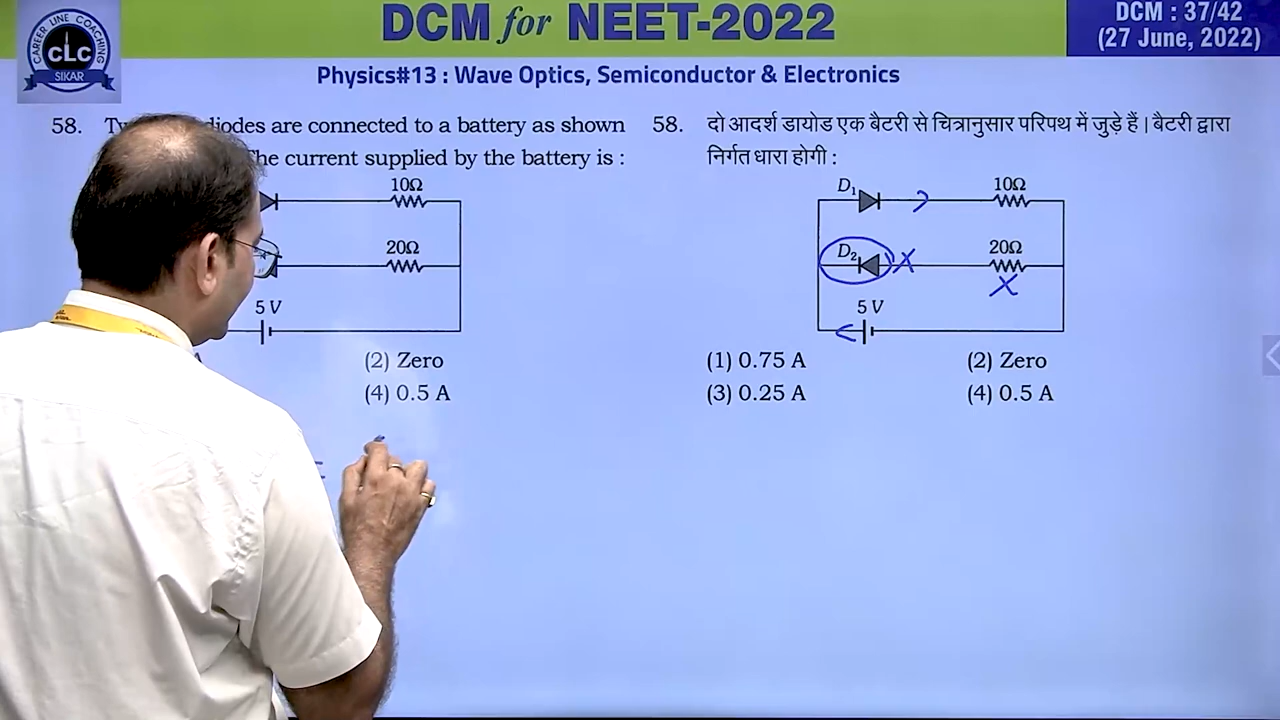 DCM for NEET-2022
DCM : 37/42
(27 June, 2022)
CAREER LINE COACHING
CLC
SIKAR
Physics#13 : Wave Optics, Semiconductor & Electronics
58. diodes are connected to a battery as shown
he current supplied by the battery is :
10Ω
20Ω
5 V
(2) Zero
(4) 0.5 A
58. दो आदर्श डायोड एक बैटरी से चित्रानुसार परिपथ में जुड़े हैं। बैटरी द्वारा
निर्गत धारा होगी :
D₁ 10Ω
D₂ 20Ω
5 V
(1) 0.75 A (2) Zero
(3) 0.25 A (4) 0.5 A